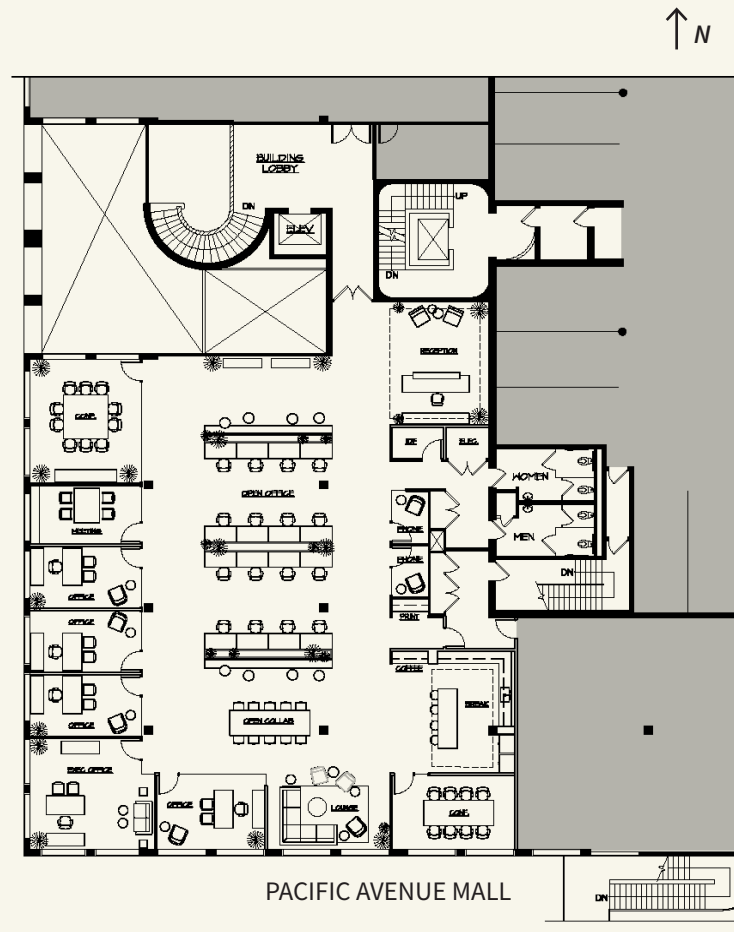 N
BUILDING
LOBBY
UP
DN
ELEV.
DN
RECEPTION
CONF.
IDF
ELEC.
WOMEN
OPEN OFFICE
PHONE
MEETING
MEN
PHONE
DN
OFFICE
PRINT
OFFICE
COFFEE
BREAK
OPEN COLLAB
OFFICE
EXEC OFFICE
OFFICE
LOUNGE
CONF.
PACIFIC AVENUE MALL
DN